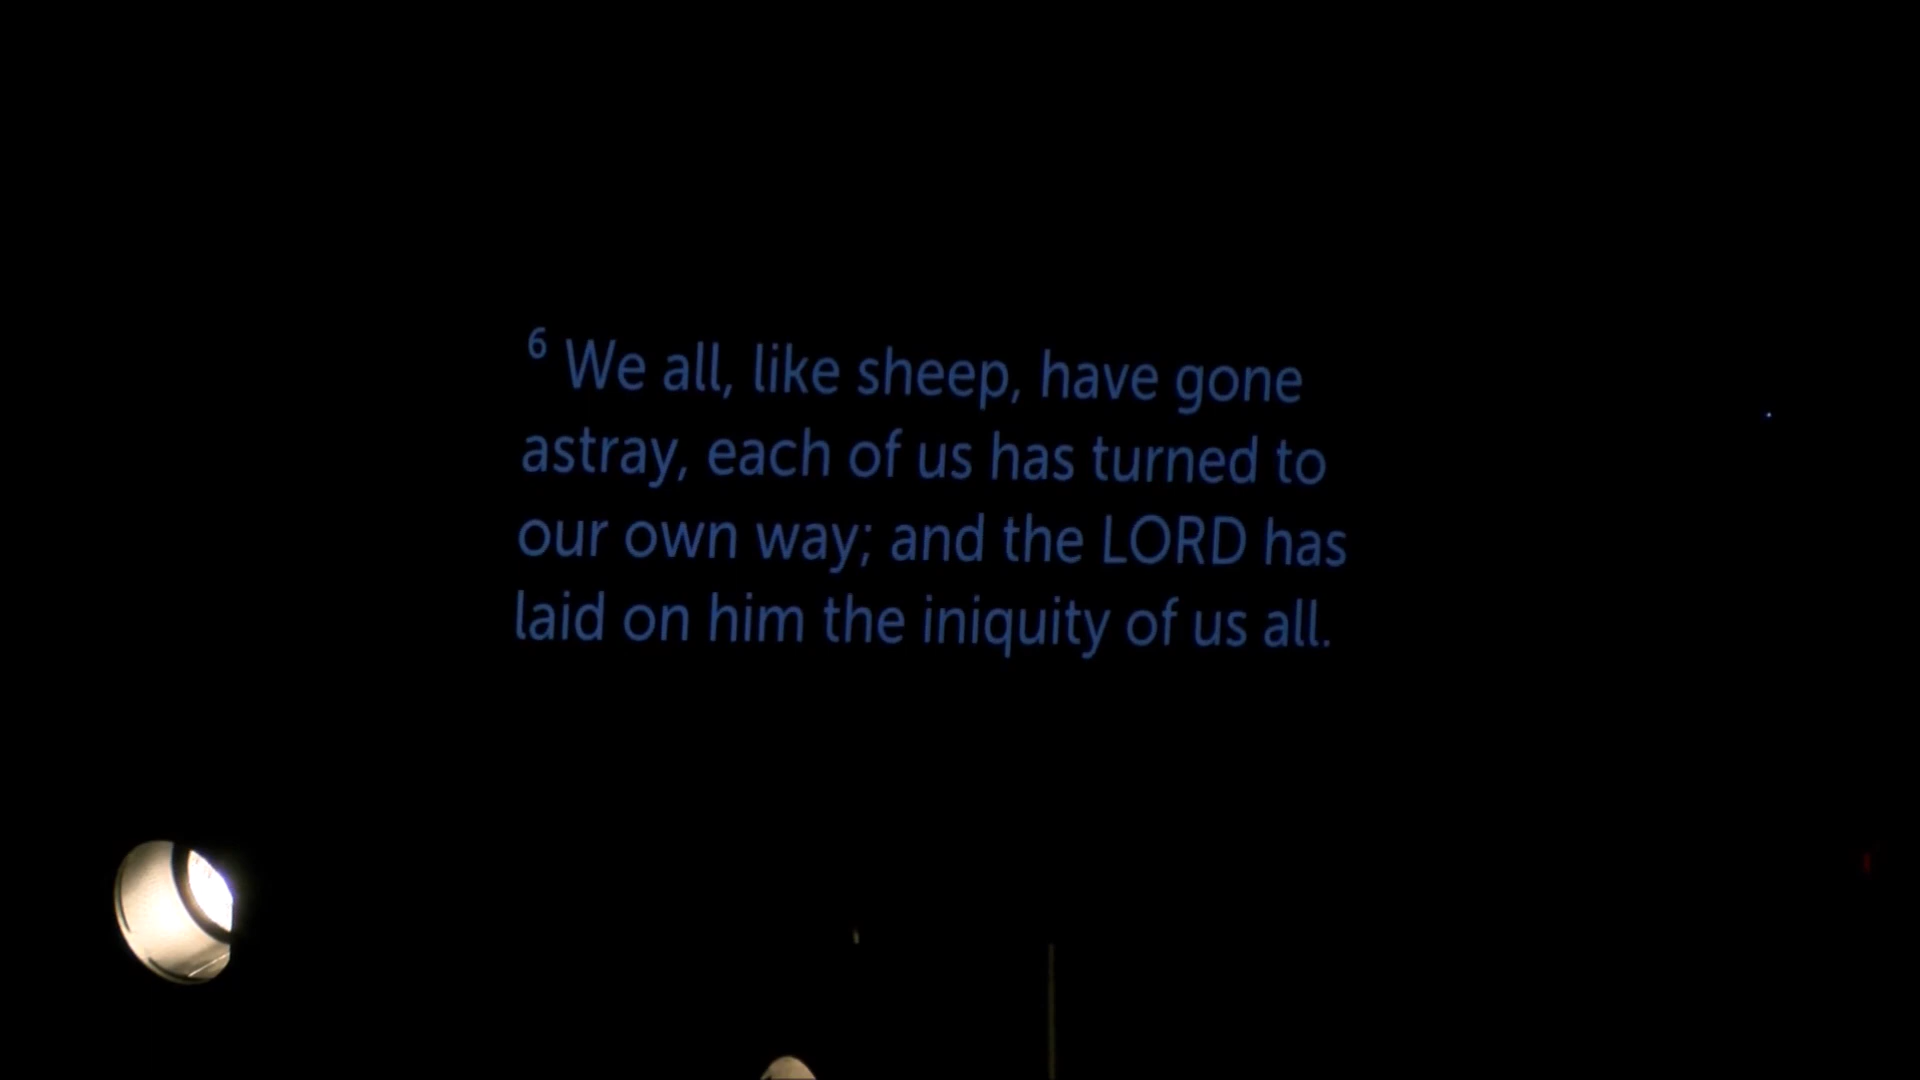 6 We all, like sheep, have gone
astray, each of us has turned to
our own way; and the LORD has
laid on him the iniquity of us all.